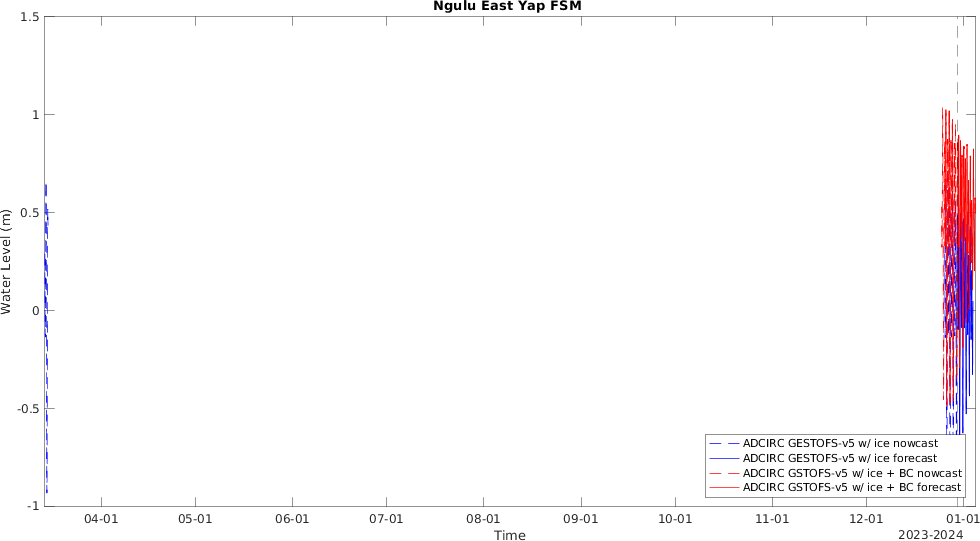 Ngulu East Yap FSM
1.5
1
0.5
0
-0.5
-1
Water Level (m)
ADCIRC GESTOFS-v5 w/ ice nowcast
ADCIRC GESTOFS-v5 w/ ice forecast
ADCIRC GSTOFS-v5 w/ ice + BC nowcast
ADCIRC GSTOFS-v5 w/ ice + BC forecast
04-01 05-01 06-01 07-01 08-01 09-01 10-01 11-01 12-01 01-01
Time
2023-2024